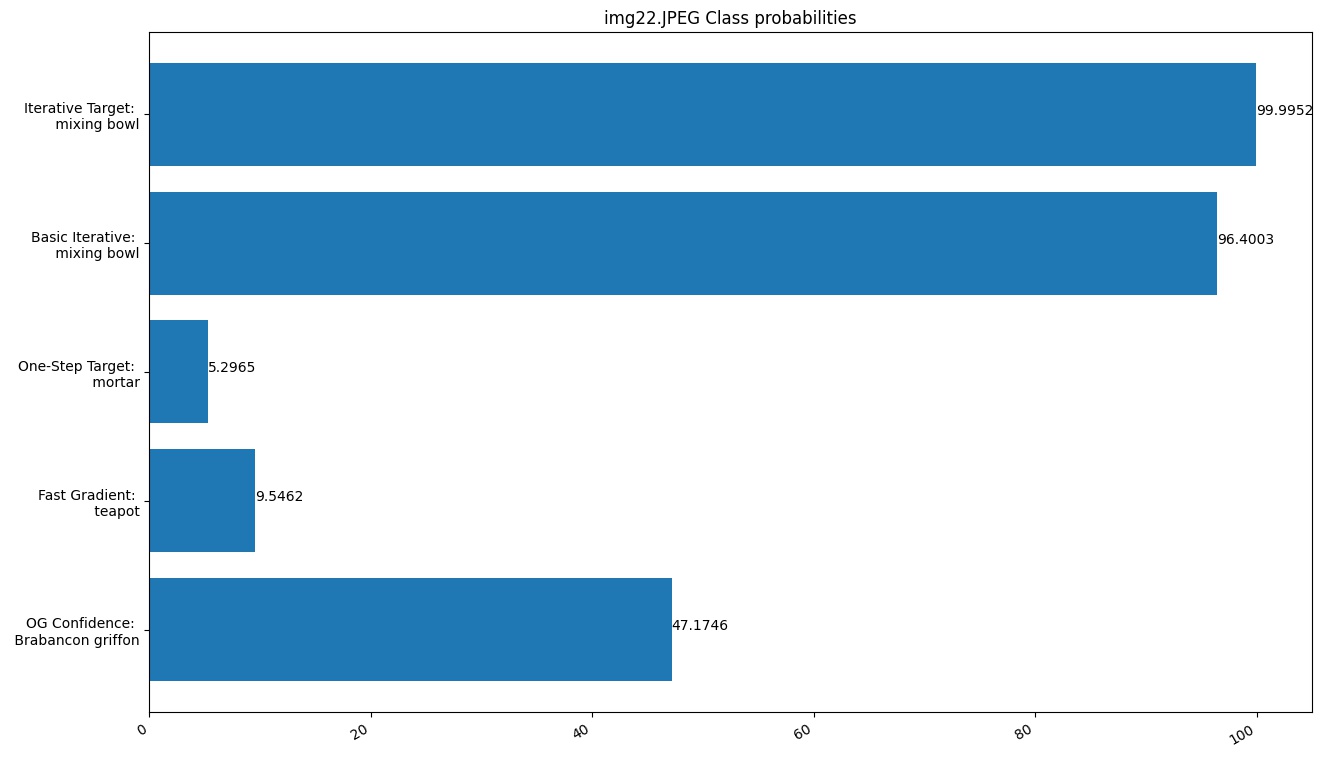 img22.JPEG Class probabilities
Iterative Target:
mixing bowl
99.9952
Basic Iterative:
mixing bowl
96.4003
One-Step Target:
mortar
5.2965
Fast Gradient:
teapot
9.5462
OG Confidence:
Brabancon griffon
47.1746
0
20
40
60
80
100